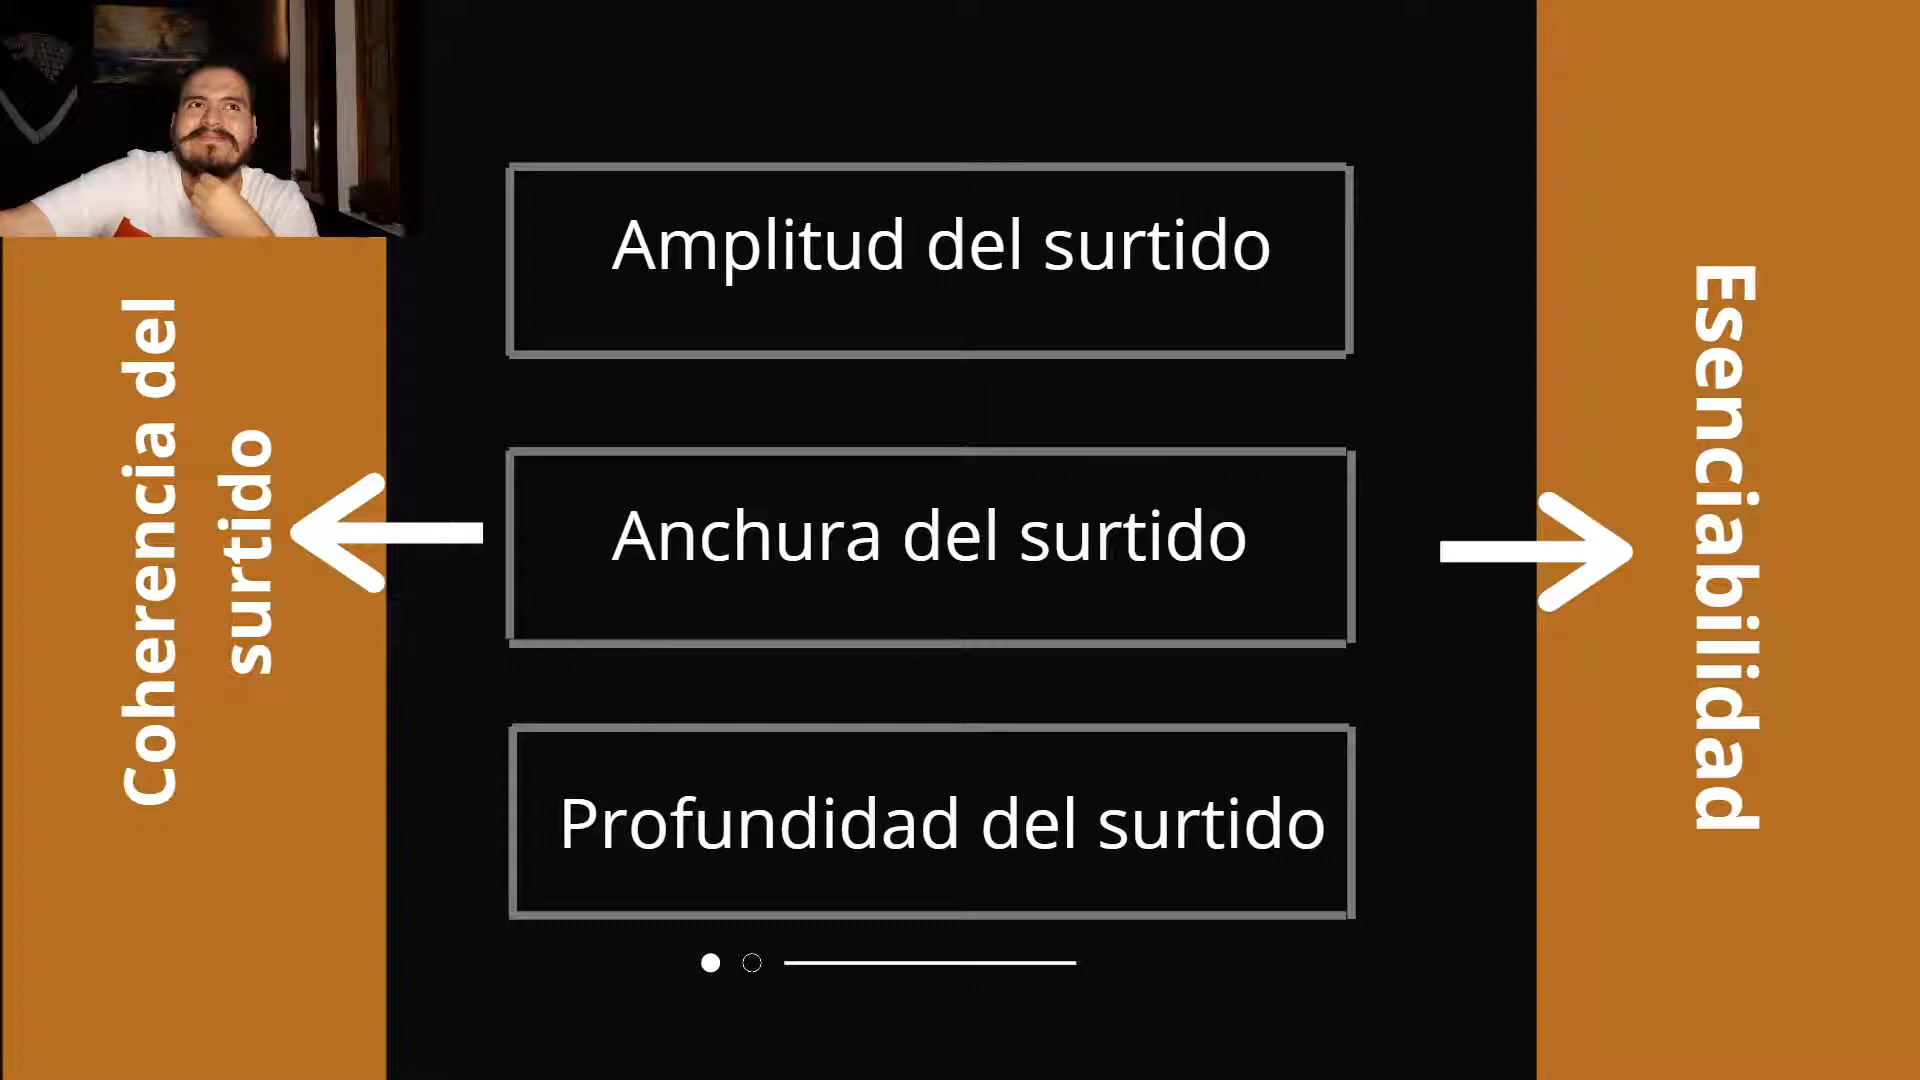 Coherencia del
surtido
Amplitud del surtido
Anchura del surtido
Profundidad del surtido
Esenciabilidad